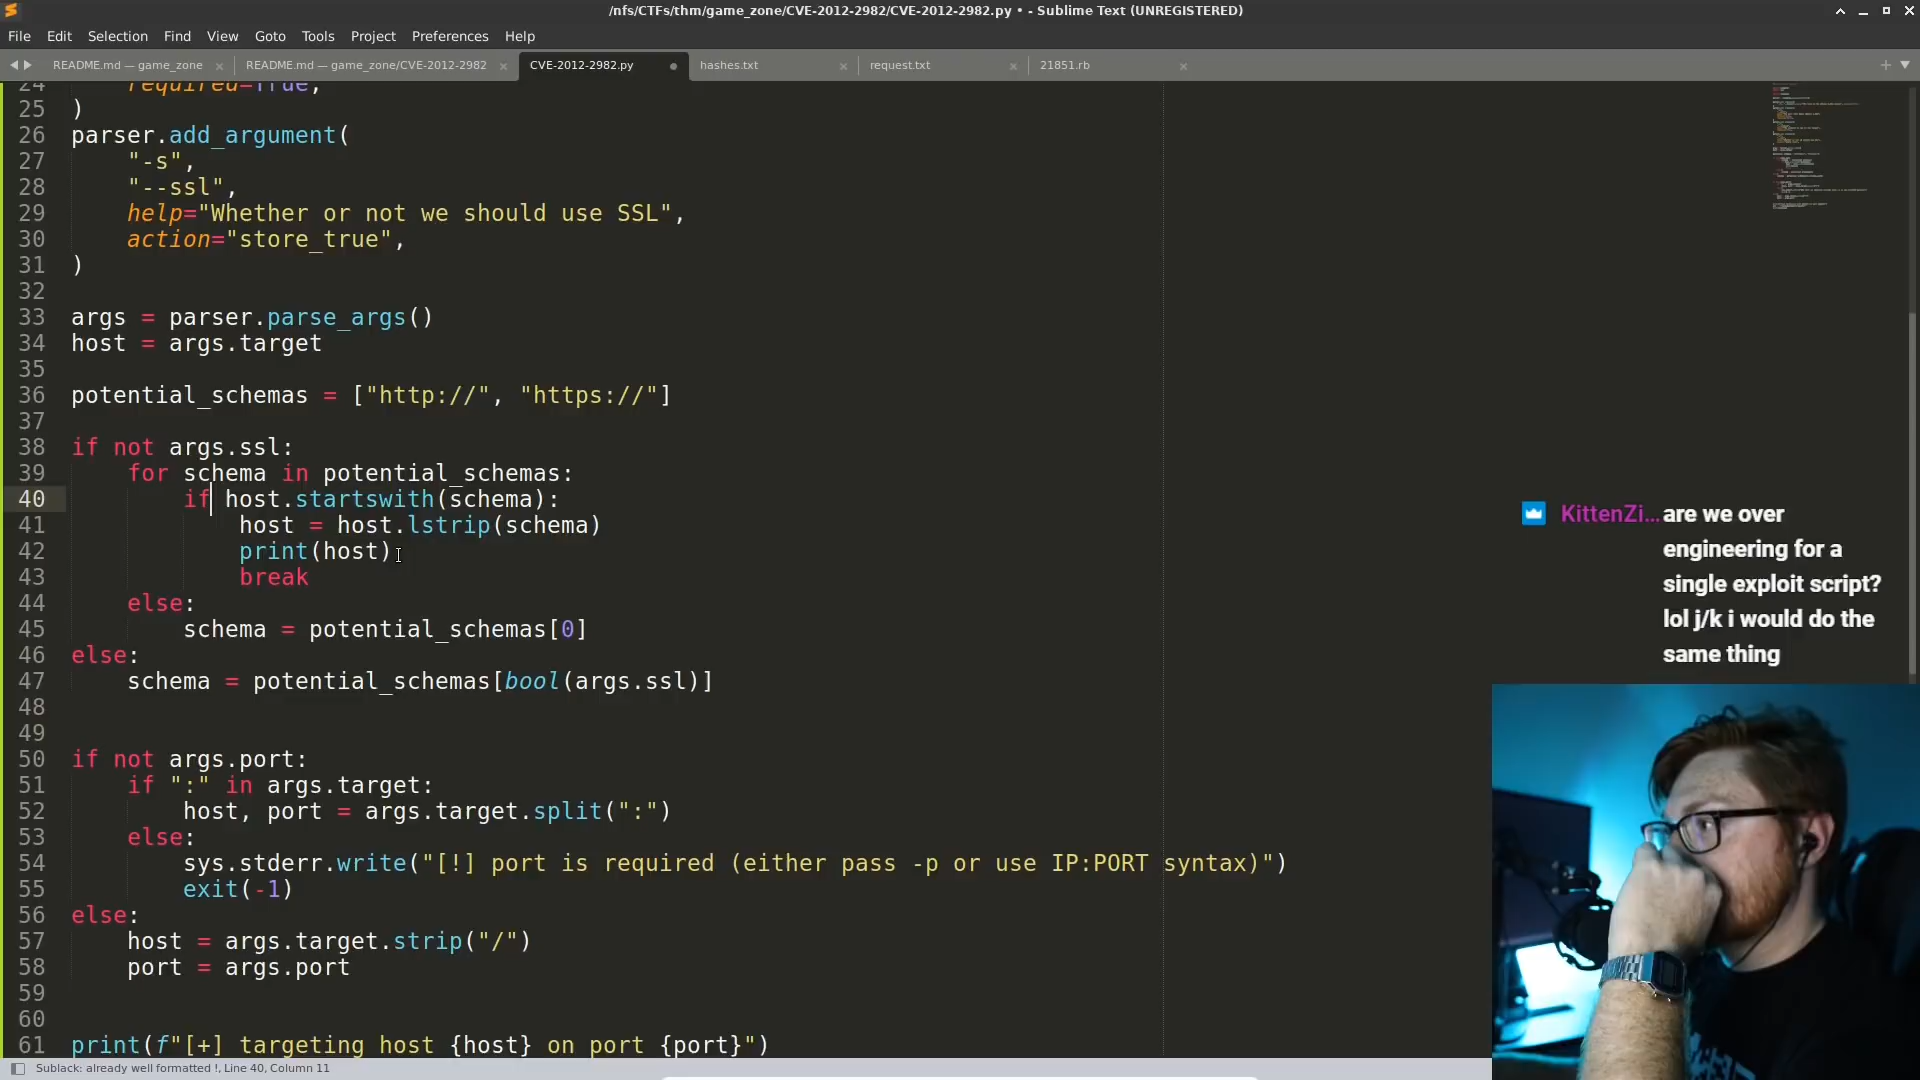 /nfs/CTFs/thm/game_zone/CVE-2012-2982/CVE-2012-2982.py • - Sublime Text (UNREGISTERED)
File Edit Selection Find View Goto Tools Project Preferences Help
README.md — game_zone × README.md — game_zone/CVE-2012-2982 × CVE-2012-2982.py hashes.txt × request.txt × 21851.rb ×
24 required=True,
25 )
26 parser.add_argument(
27 "-s",
28 "--ssl",
29 help="Whether or not we should use SSL",
30 action="store_true",
31 )
32
33 args = parser.parse_args()
34 host = args.target
35
36 potential_schemas = ["http://", "https://"]
37
38 if not args.ssl:
39 for schema in potential_schemas:
40 if host.startswith(schema):
41 host = host.lstrip(schema)
42 print(host)
43 break
44 else:
45 schema = potential_schemas[0]
46 else:
47 schema = potential_schemas[bool(args.ssl)]
48
49
50 if not args.port:
51 if ":" in args.target:
52 host, port = args.target.split(":")
53 else:
54 sys.stderr.write("[!] port is required (either pass -p or use IP:PORT syntax)")
55 exit(-1)
56 else:
57 host = args.target.strip("/")
58 port = args.port
59
60
61 print(f"[+] targeting host {host} on port {port}")
KittenZi... are we over
engineering for a
single exploit script?
lol j/k i would do the
same thing
Sublack: already well formatted !, Line 40, Column 11